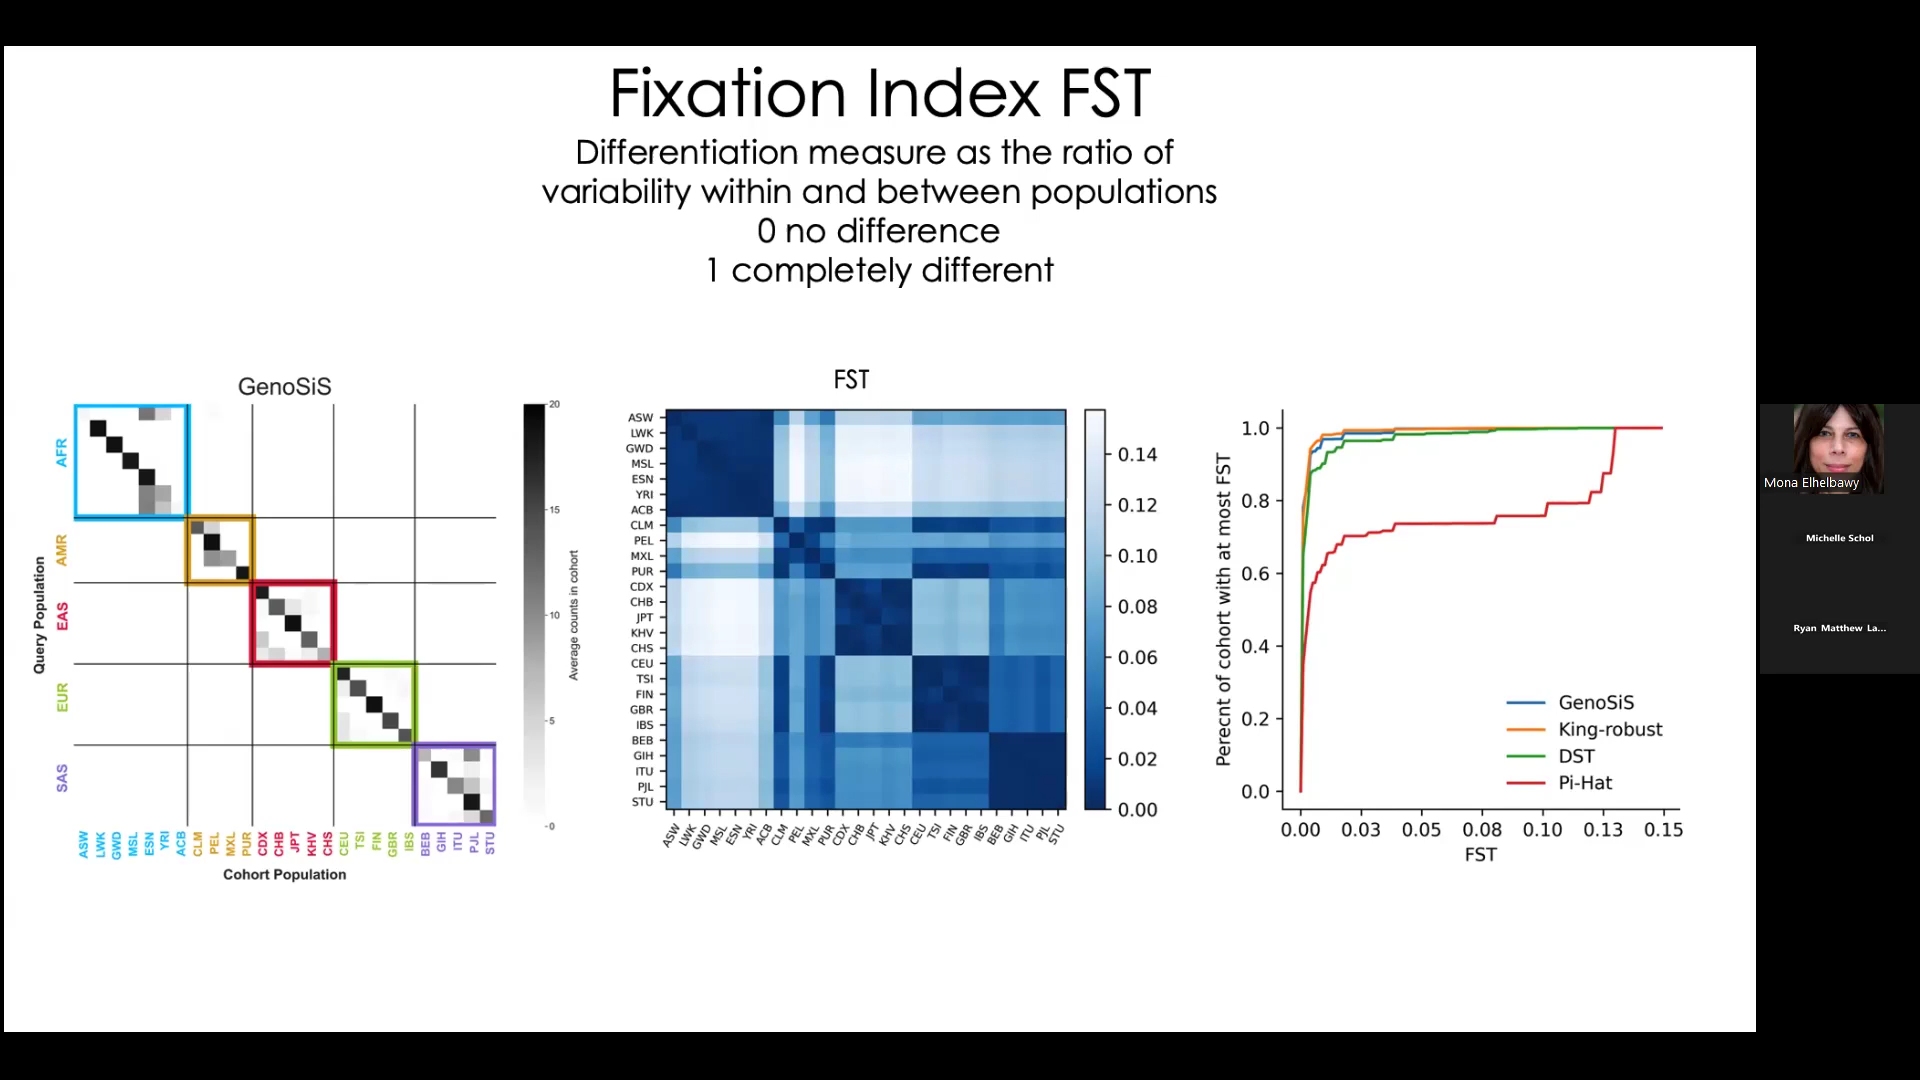 Fixation Index FST
Differentiation measure as the ratio of
variability within and between populations
0 no difference
1 completely different
GenoSiS
Query Population
AFR
AMR
EAS
EUR
SAS
ASW
LWK
GWD
MSL
ESN
YRI
ACB
CLM
PEL
MXL
PUR
CDX
CHB
JPT
KHV
CHS
CEU
TSI
FIN
GBR
IBS
BEB
GIH
ITU
PJL
STU
Cohort Population
20
15
10
5
0
Average counts in cohort
FST
ASW
LWK
GWD
MSL
ESN
YRI
ACB
CLM
PEL
MXL
PUR
CDX
CHB
JPT
KHV
CHS
CEU
TSI
FIN
GBR
IBS
BEB
GIH
ITU
PJL
STU
ASW
LWK
GWD
MSL
ESN
YRI
ACB
CLM
PEL
MXL
PUR
CDX
CHB
JPT
KHV
CHS
CEU
TSI
FIN
GBR
IBS
BEB
GIH
ITU
PJL
STU
0.14
0.12
0.10
0.08
0.06
0.04
0.02
0.00
Perecnt of cohort with at most FST
1.0
0.8
0.6
0.4
0.2
0.0
GenoSiS
King-robust
DST
Pi-Hat
0.00 0.03 0.05 0.08 0.10 0.13 0.15
FST
Mona Elhelbawy
Michelle Schol
Ryan Matthew La...